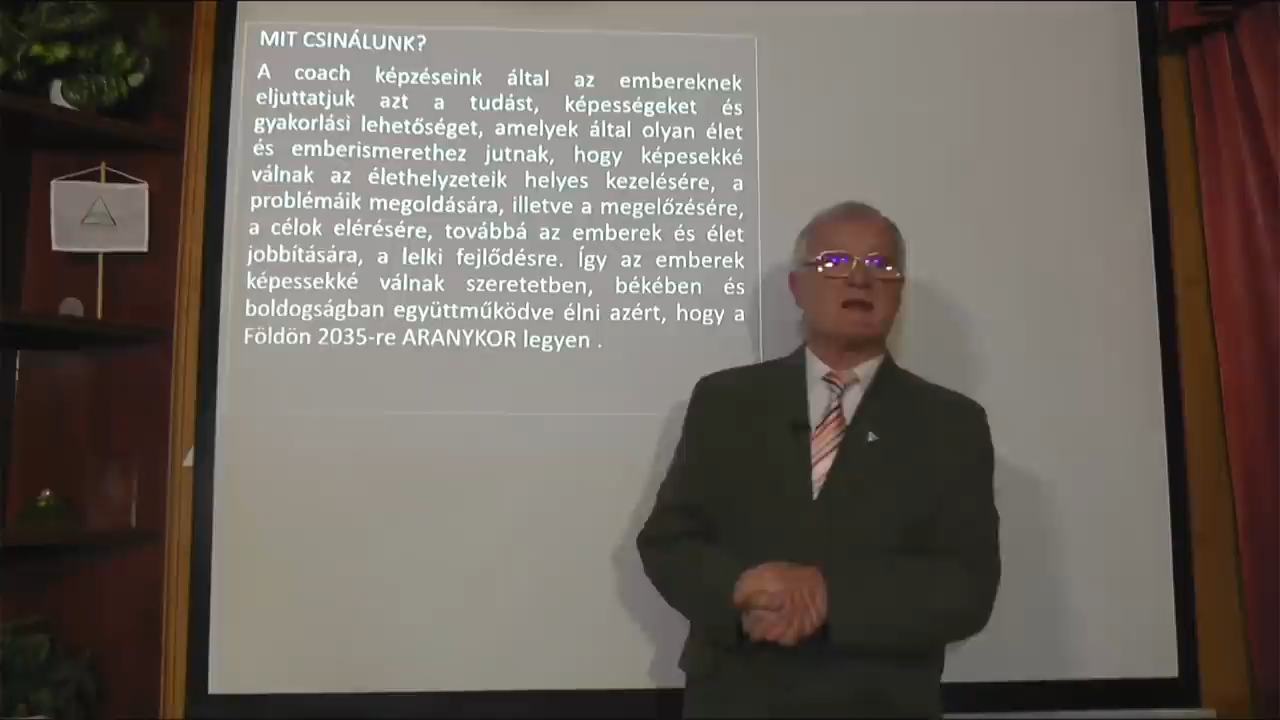 MIT CSINÁLUNK?
A coach képzéseink által az embereknek
eljuttatjuk azt a tudást, képességeket és
gyakorlási lehetőséget, amelyek által olyan élet
és emberismerethez jutnak, hogy képesekké
válnak az élethelyzeteik helyes kezelésére, a
problémáik megoldására, illetve a megelőzésére,
a célok elérésére, továbbá az emberek és élet
jobbítására, a lelki fejlődésre. Így az emberek
képessekké válnak szeretetben, békében és
boldogságban együttműködve élni azért, hogy a
Földön 2035-re ARANYKOR legyen .